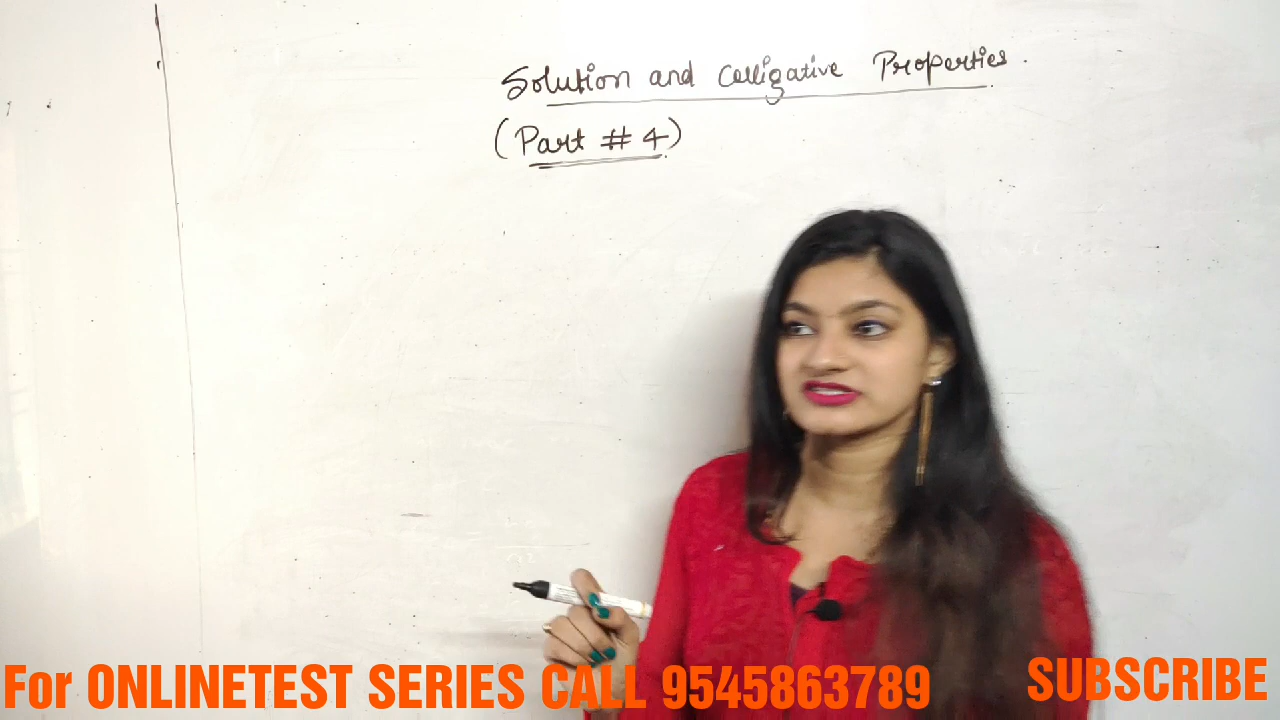 Solution and Colligative Properties.
(Part # 4)
For ONLINETEST SERIES CALL 9545863789
SUBSCRIBE